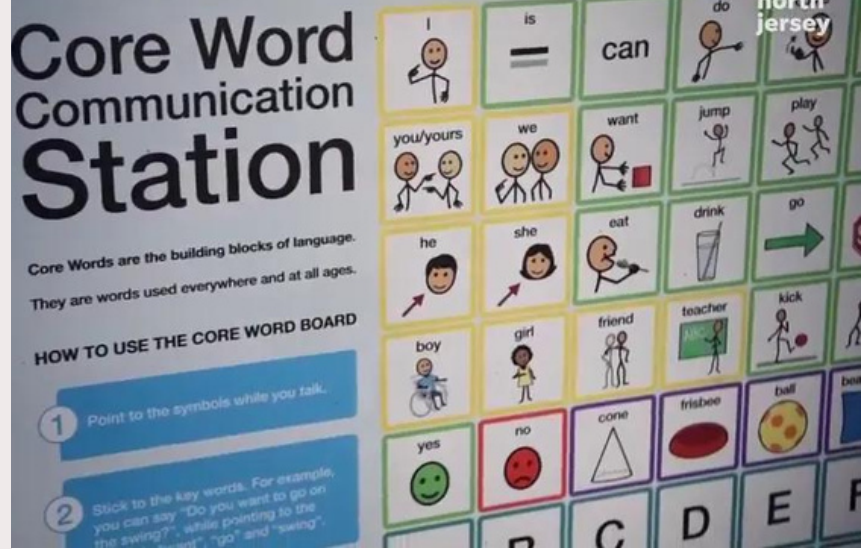 Core Word
Communication
Station
Core Words are the building blocks of language.
They are words used everywhere and at all ages.
HOW TO USE THE CORE WORD BOARD
1 Point to the symbols while you talk.
2 Stick to the key words. For example,
you can say "Do you want to go on
the swing?", while pointing to the
"go" and "swing".
north
jersey
I is can do
you/yours we want jump play
he she eat drink go
boy girl friend teacher kick
yes no cone frisbee ball
B C D E F